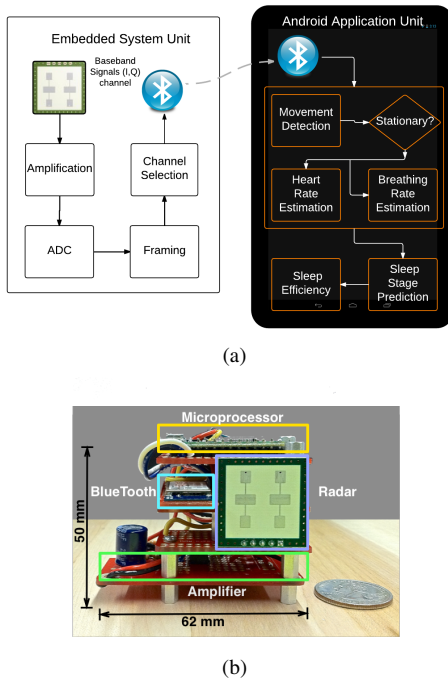 Android Application Unit
Embedded System Unit
Baseband
Signals (I,Q)
channel
Amplification
Channel
Selection
ADC
Framing
Movement
Detection
Stationary?
Heart
Rate
Estimation
Breathing
Rate
Estimation
Sleep
Efficiency
Sleep
Stage
Prediction
(a)
Microprocessor
BlueTooth
Radar
50 mm
Amplifier
62 mm
(b)